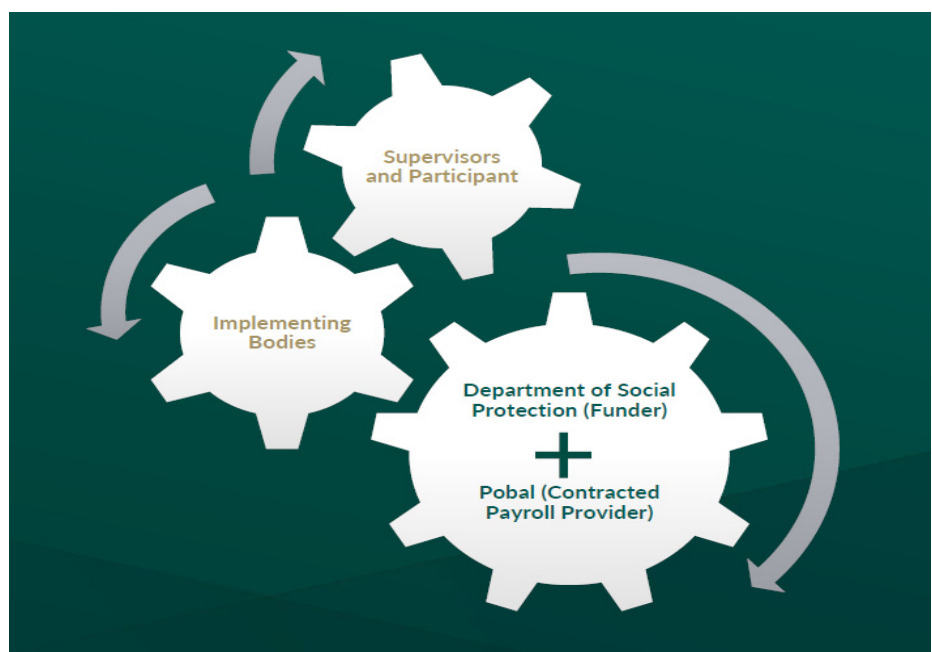 Supervisors
and Participant
Implementing
Bodies
Department of Social
Protection (Funder)
+
Pobal (Contracted
Payroll Provider)